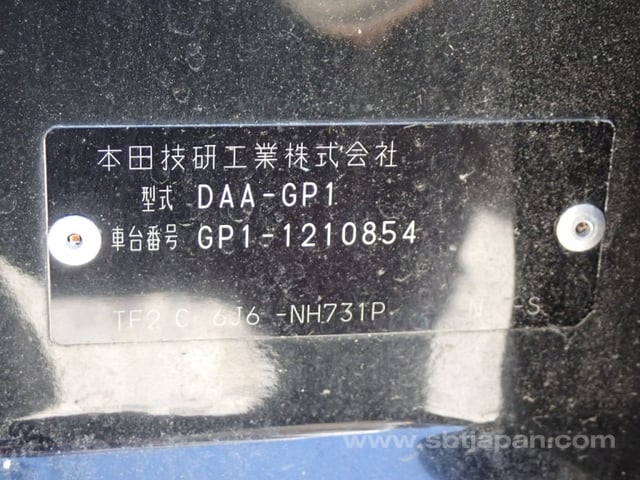 本田技研工業株式会社
型式 DAA-GP1
車台番号 GP1-1210854
TF2 C 6J6 -NH731P N S
www.sbtjapan.com